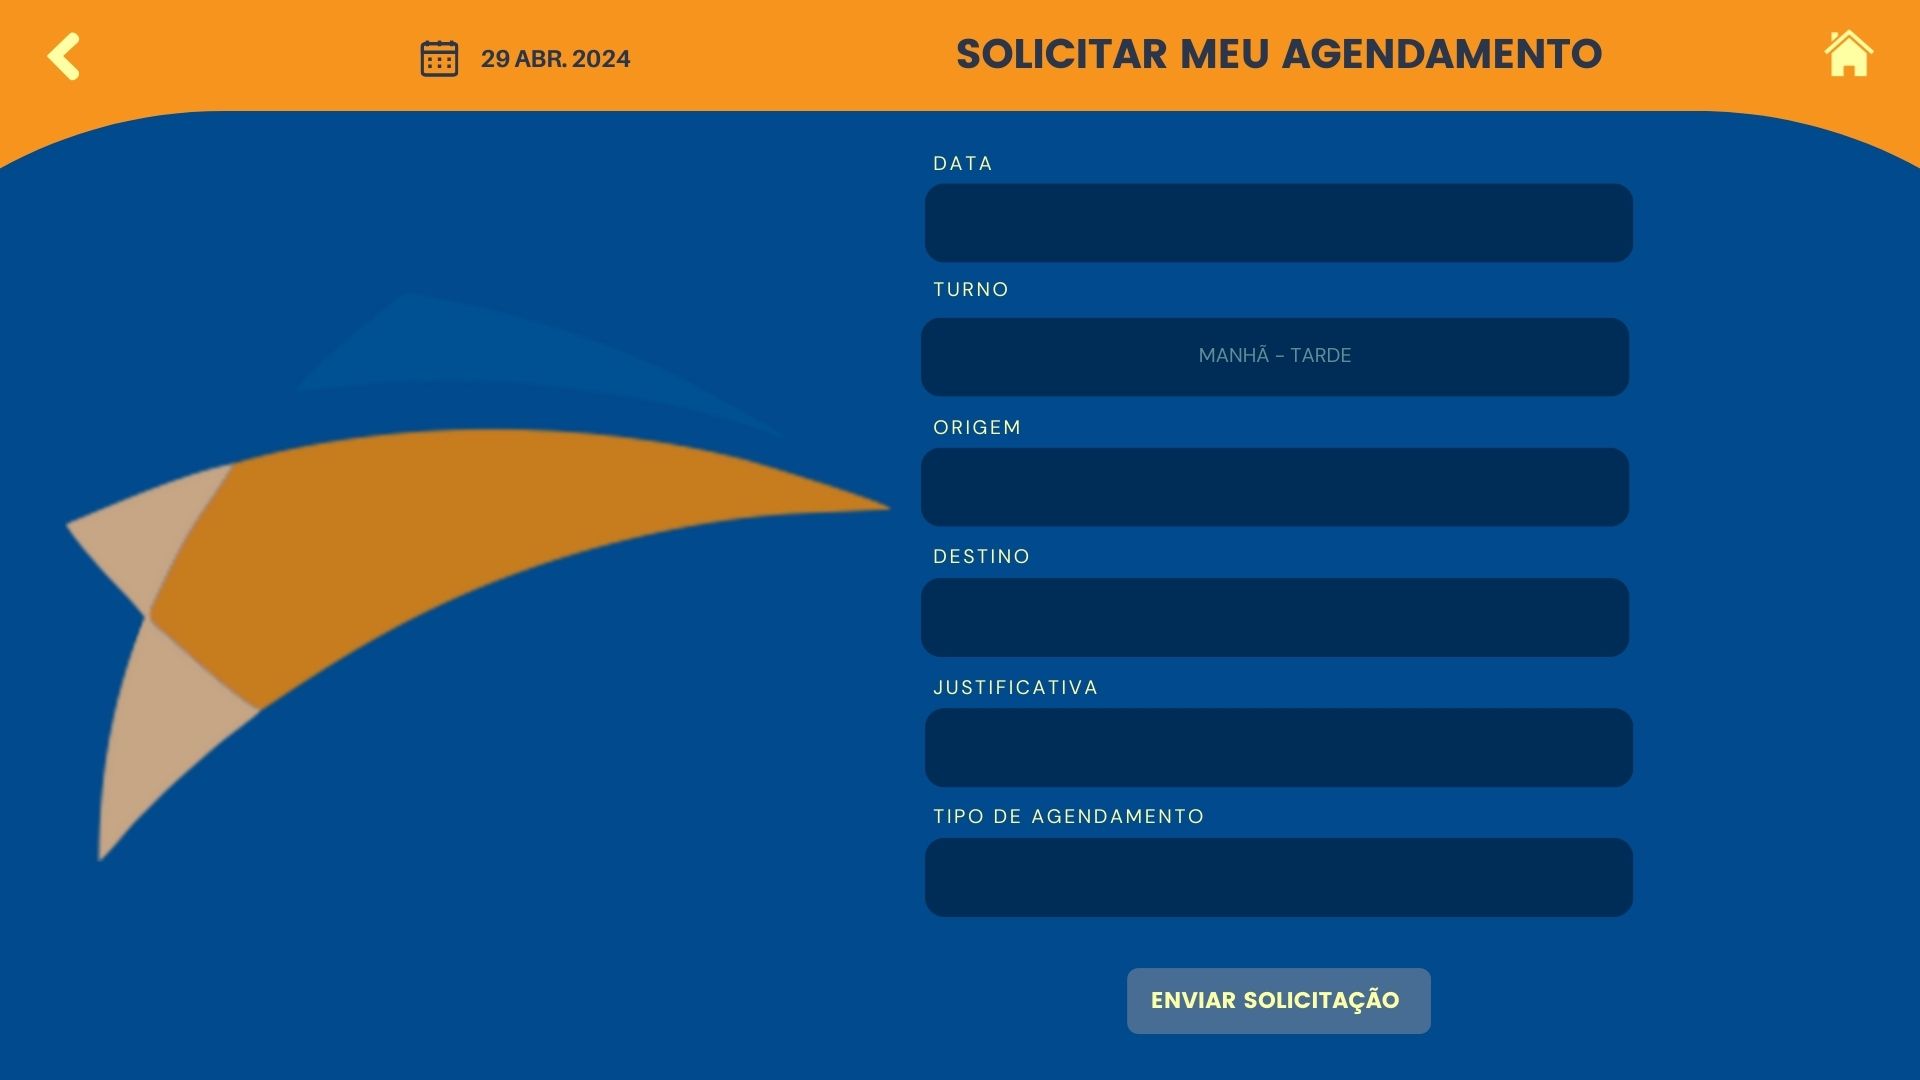 29 ABR. 2024
SOLICITAR MEU AGENDAMENTO
DATA
TURNO
MANHÃ - TARDE
ORIGEM
DESTINO
JUSTIFICATIVA
TIPO DE AGENDAMENTO
ENVIAR SOLICITAÇÃO